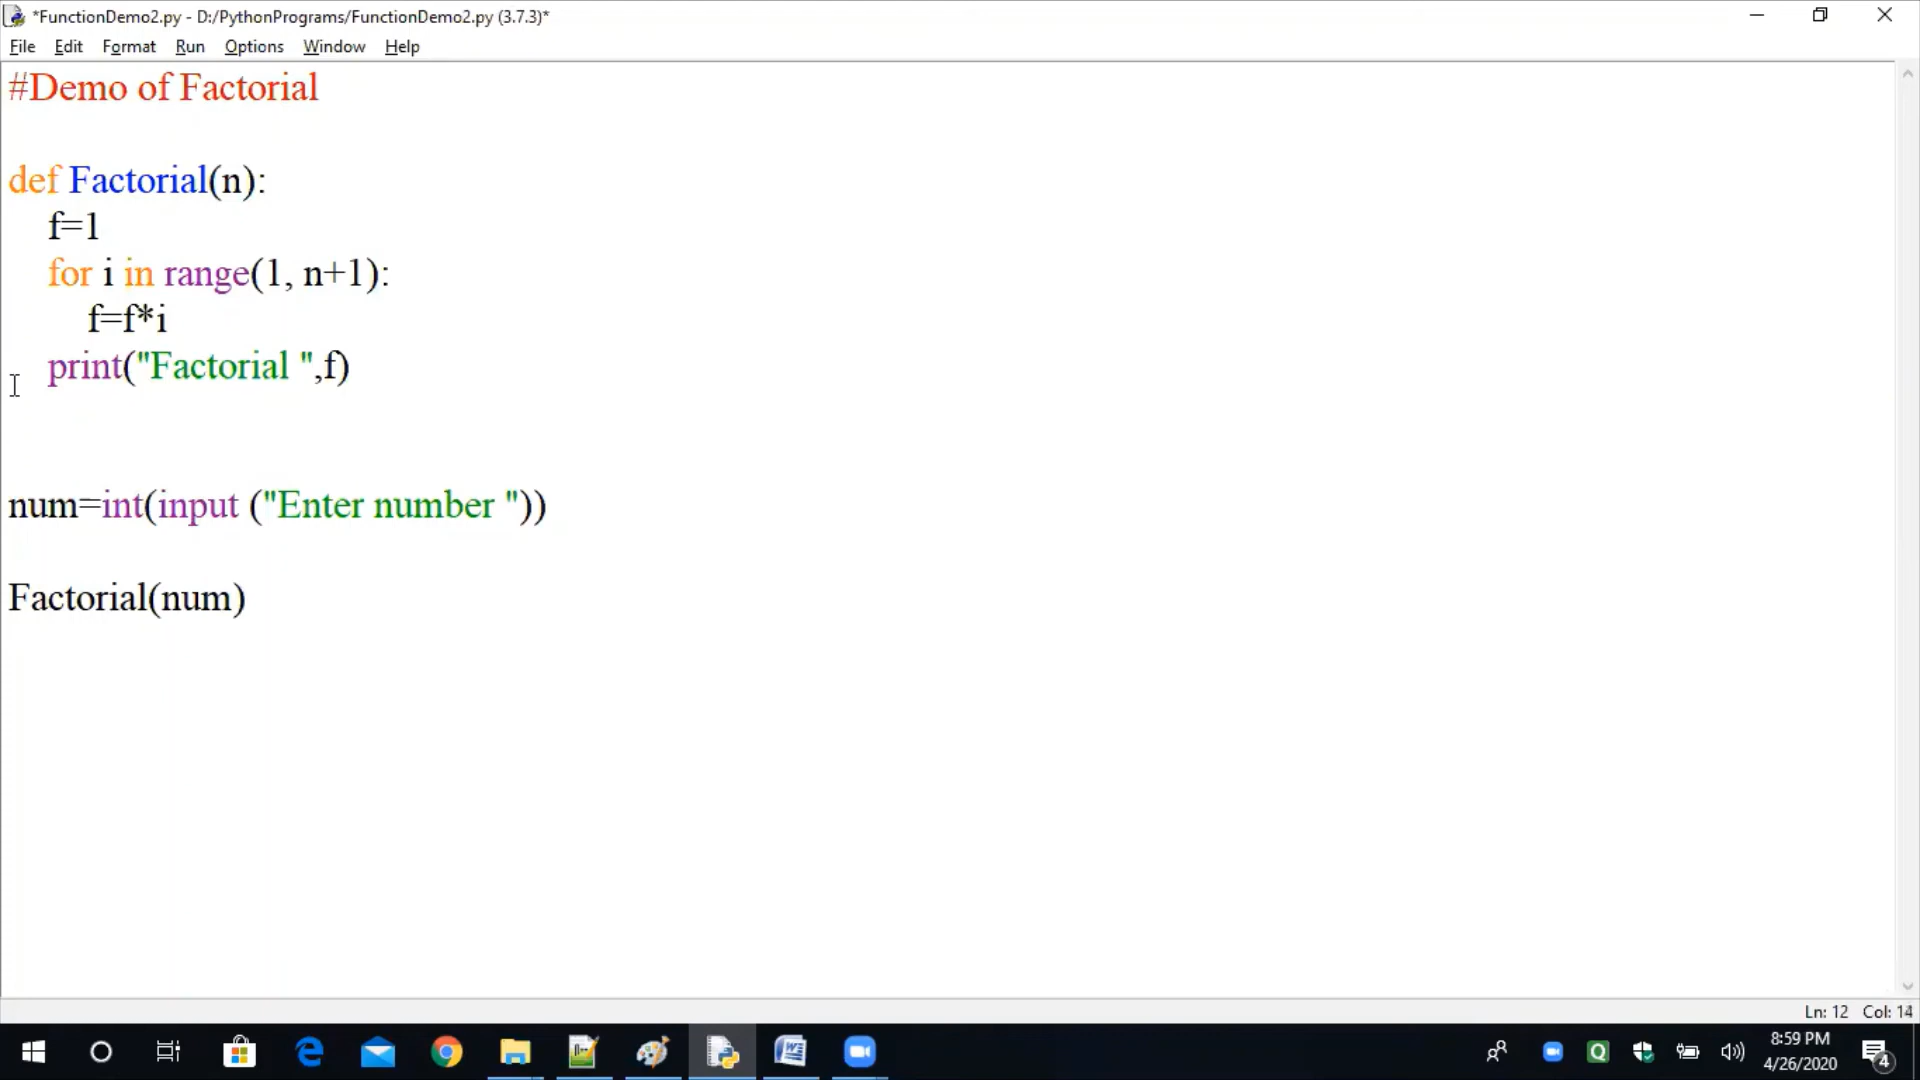 *FunctionDemo2.py - D:/PythonPrograms/FunctionDemo2.py (3.7.3)*
File Edit Format Run Options Window Help
#Demo of Factorial
def Factorial(n):
    f=1
    for i in range(1, n+1):
        f=f*i
    print("Factorial ",f)
num=int(input ("Enter number "))
Factorial(num)
Ln: 12 Col: 14
8:59 PM
4/26/2020
4